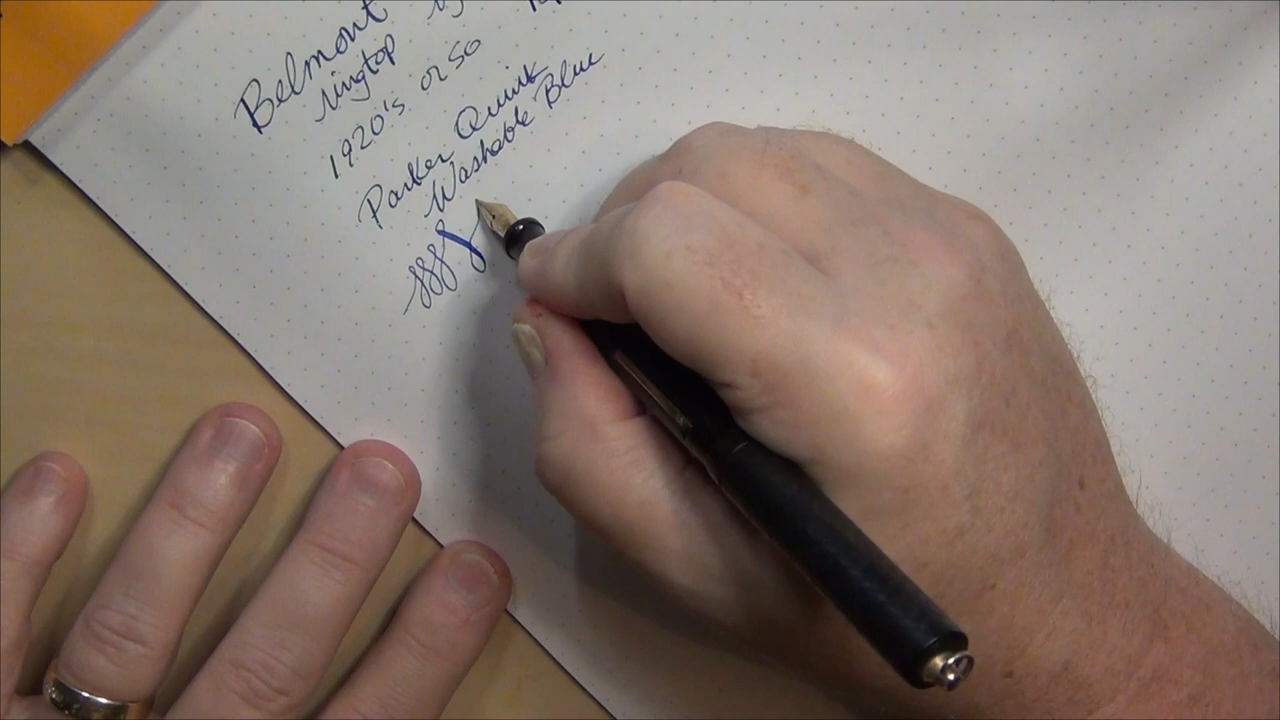 Belmont
ringtop
1920's or so
Parker Quink
Washable Blue